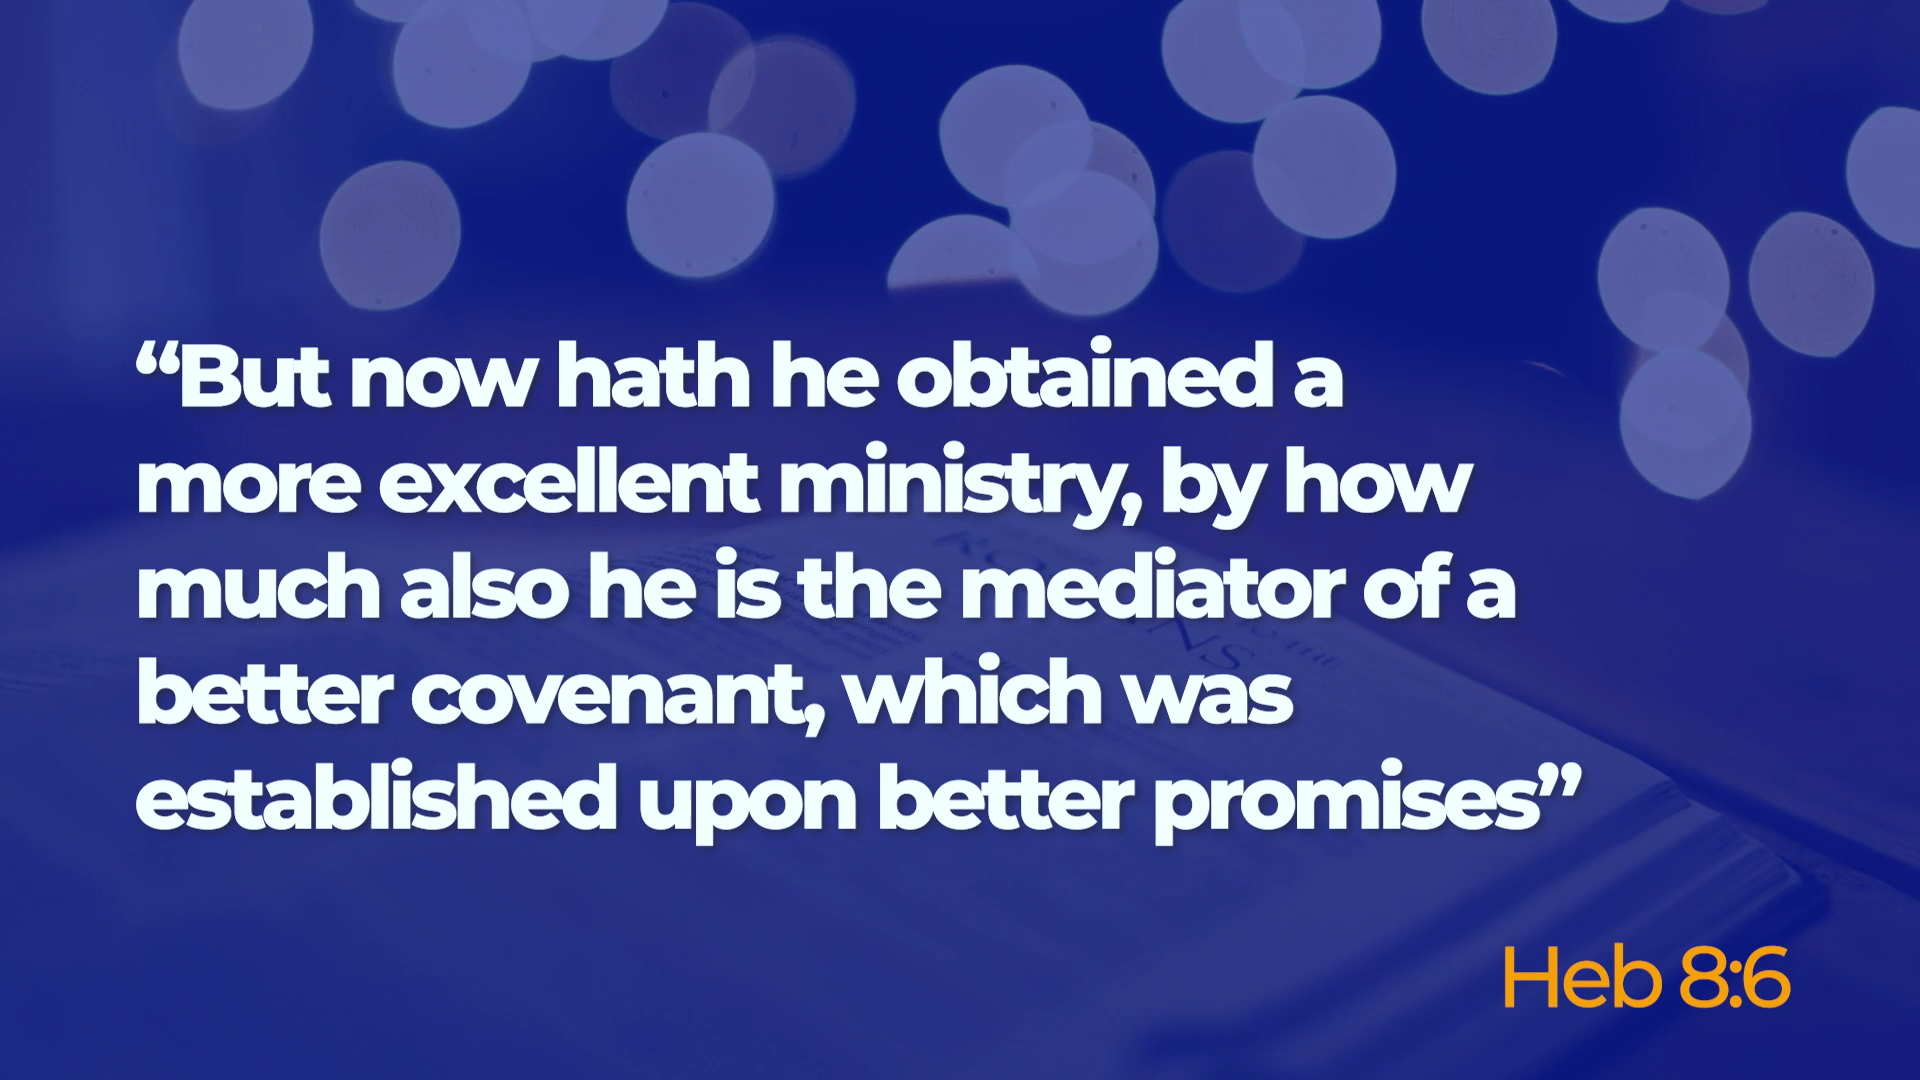 “But now hath he obtained a
more excellent ministry, by how
much also he is the mediator of a
better covenant, which was
established upon better promises”
Heb 8:6